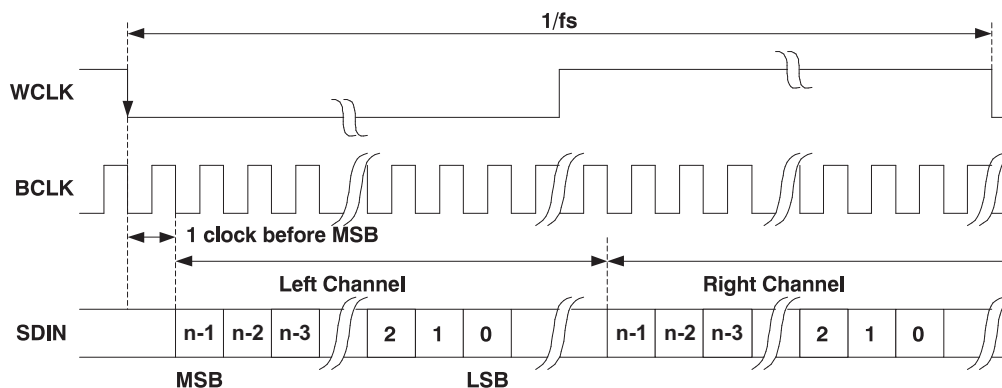 1/fs
WCLK
BCLK
1 clock before MSB
Left Channel Right Channel
SDIN n-1 n-2 n-3 2 1 0 n-1 n-2 n-3 2 1 0
MSB LSB